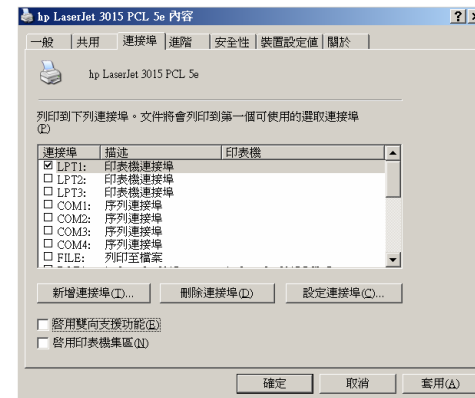 hp LaserJet 3015 PCL 5e 內容
一般 共用 連接埠 進階 安全性 裝置設定值 關於
hp LaserJet 3015 PCL 5e
列印到下列連接埠。文件將會列印到第一個可使用的選取連接埠
(P)
連接埠 描述 印表機
LPT1: 印表機連接埠
LPT2: 印表機連接埠
LPT3: 印表機連接埠
COM1: 序列連接埠
COM2: 序列連接埠
COM3: 序列連接埠
COM4: 序列連接埠
FILE: 列印至檔案
新增連接埠(T)... 刪除連接埠(D) 設定連接埠(C)...
啓用雙向支援功能(E)
啓用印表機集區(N)
確定 取消 套用(A)